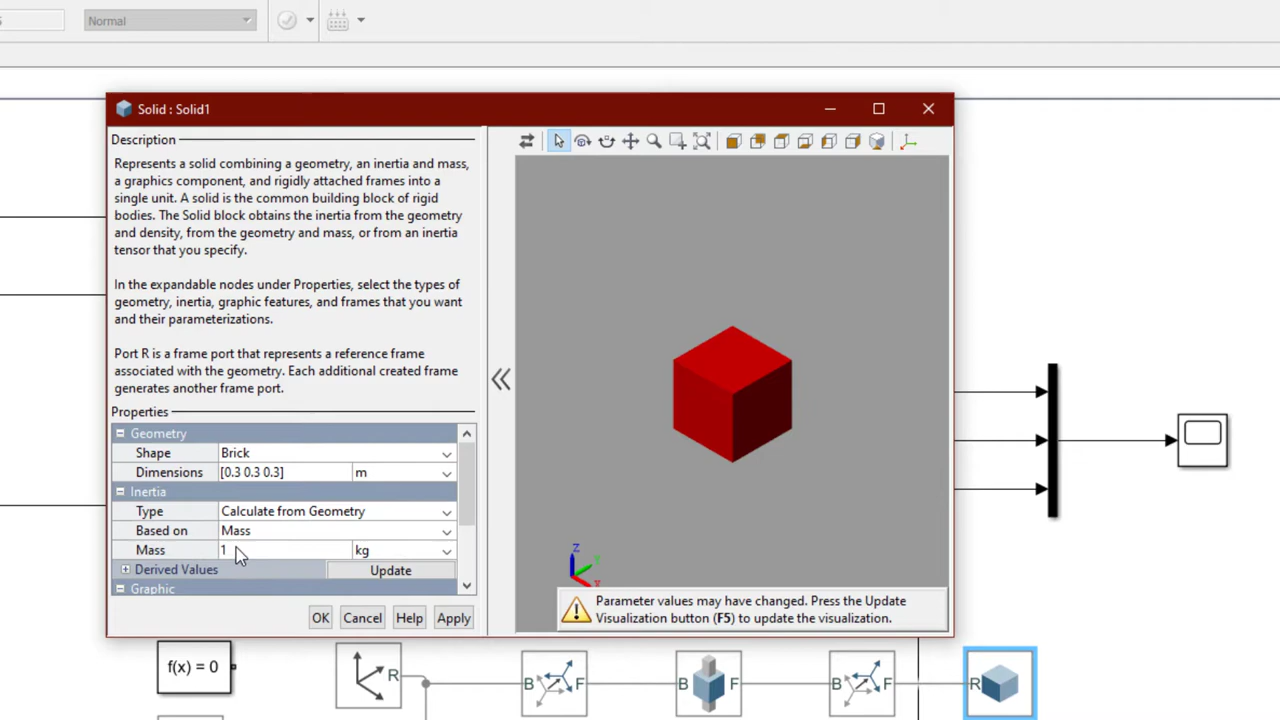 Normal
Solid : Solid1
Description
Represents a solid combining a geometry, an inertia and mass,
a graphics component, and rigidly attached frames into a
single unit. A solid is the common building block of rigid
bodies. The Solid block obtains the inertia from the geometry
and density, from the geometry and mass, or from an inertia
tensor that you specify.
In the expandable nodes under Properties, select the types of
geometry, inertia, graphic features, and frames that you want
and their parameterizations.
Port R is a frame port that represents a reference frame
associated with the geometry. Each additional created frame
generates another frame port.
Properties
Geometry
Shape Brick
Dimensions [0.3 0.3 0.3] m
Inertia
Type Calculate from Geometry
Based on Mass
Mass 1 kg
Derived Values Update
Graphic
OK Cancel Help Apply
Z
Y
X
Parameter values may have changed. Press the Update
Visualization button (F5) to update the visualization.
f(x) = 0
R
B F
B F
B F
R